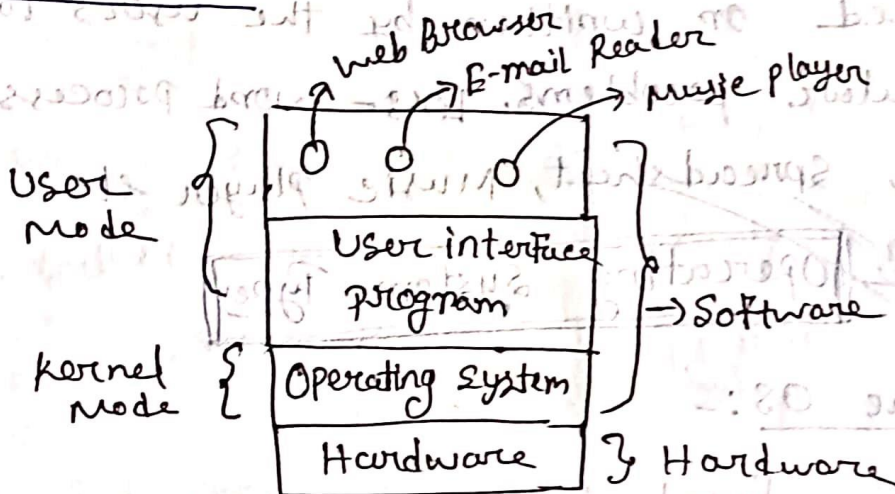 Web Browser
E-mail Reader
Music player
User
Mode
User interface
program
→ Software
Kernel
Mode
Operating system
Hardware
Hardware